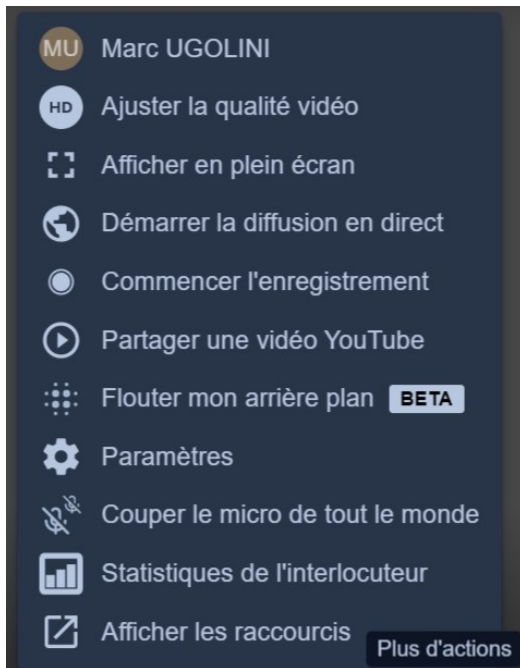 MU Marc UGOLINI
HD Ajuster la qualité vidéo
Afficher en plein écran
Démarrer la diffusion en direct
Commencer l'enregistrement
Partager une vidéo YouTube
Flouter mon arrière plan BETA
Paramètres
Couper le micro de tout le monde
Statistiques de l'interlocuteur
Afficher les raccourcis
Plus d'actions